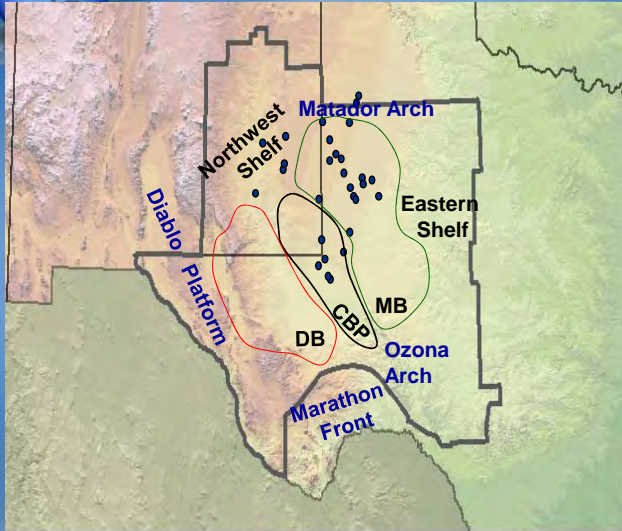 Matador Arch
Northwest
Shelf
Eastern
Shelf
Diablo Platform
MB
CBP
DB
Ozona
Arch
Marathon
Front